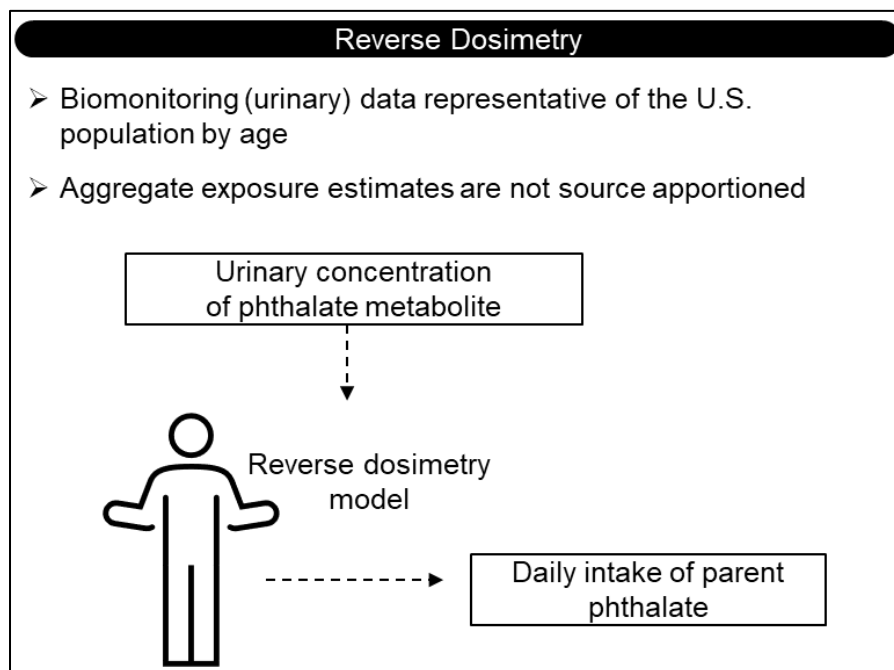 Reverse Dosimetry
➢ Biomonitoring (urinary) data representative of the U.S.
population by age
➢ Aggregate exposure estimates are not source apportioned
Urinary concentration
of phthalate metabolite
Reverse dosimetry
model
Daily intake of parent
phthalate